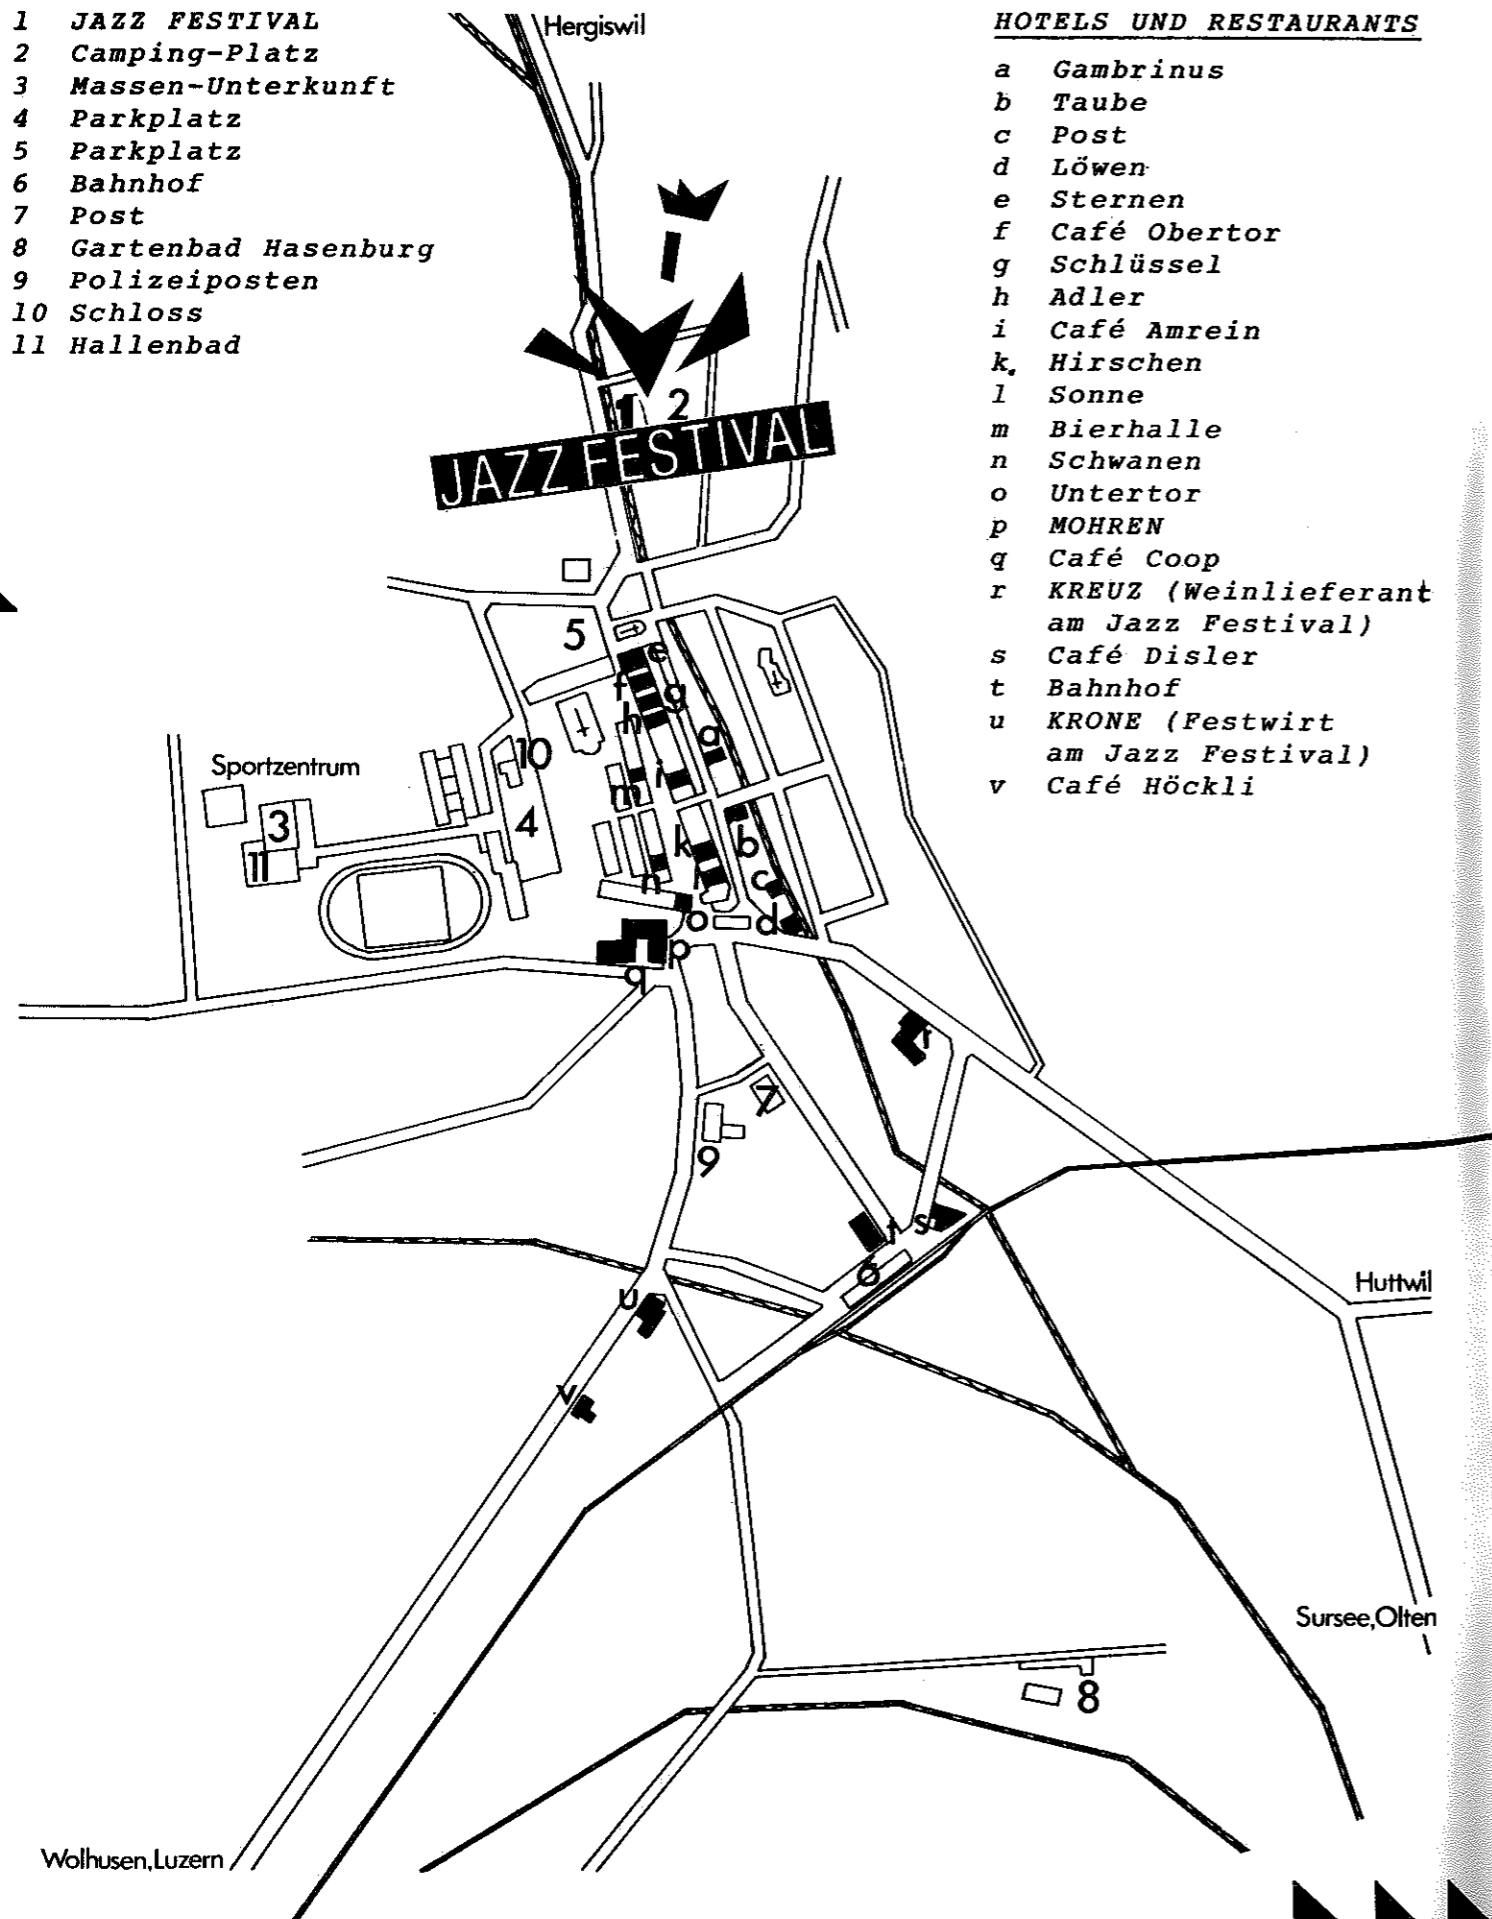 1 JAZZ FESTIVAL
2 Camping-Platz
3 Massen-Unterkunft
4 Parkplatz
5 Parkplatz
6 Bahnhof
7 Post
8 Gartenbad Hasenburg
9 Polizeiposten
10 Schloss
11 Hallenbad
HOTELS UND RESTAURANTS
a Gambrinus
b Taube
c Post
d Löwen
e Sternen
f Café Obertor
g Schlüssel
h Adler
i Café Amrein
k. Hirschen
l Sonne
m Bierhalle
n Schwanen
o Untertor
p MOHREN
q Café Coop
r KREUZ (Weinlieferant
am Jazz Festival)
s Café Disler
t Bahnhof
u KRONE (Festwirt
am Jazz Festival)
v Café Höckli
Hergiswil
1 2
JAZZ FESTIVAL
5
e
f g
h
a
10
Sportzentrum
i
m
3
4
k b
11
l c
n
o d
p
q
r
7
9
s
t
6
Huttwil
u
v
Sursee,Olten
8
Wolhusen,Luzern